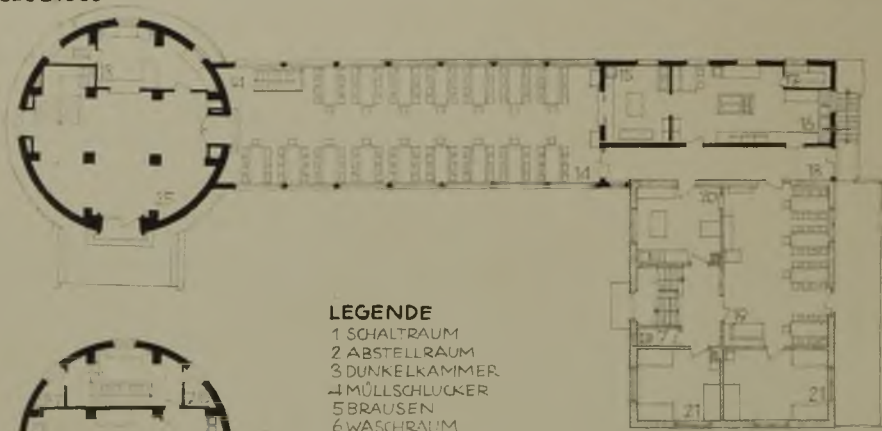 14
15
16
18
20
19
21
21
LEGENDE
1 SCHALTRAUM
2 ABSTELLRAUM
3 DUNKELKAMMER
4 MÜLLSCHLUCKER
5 BRAUSEN
6 WASCHRAUM